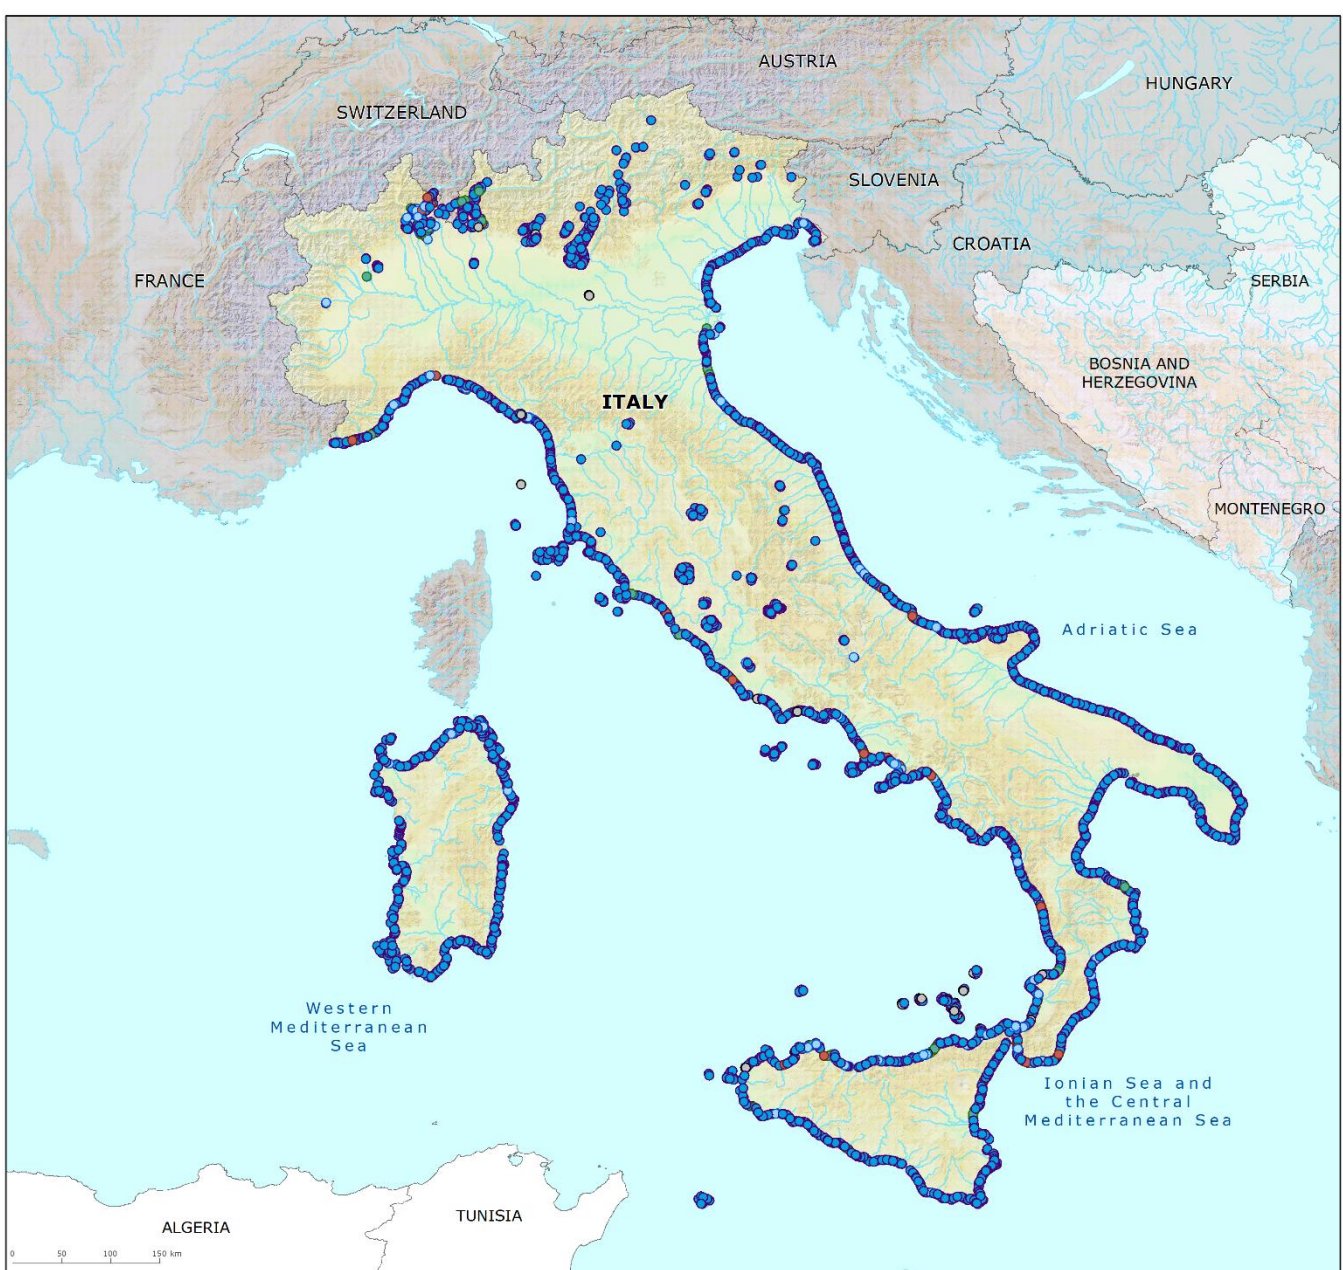 AUSTRIA
HUNGARY
SWITZERLAND
SLOVENIA
CROATIA
FRANCE
SERBIA
BOSNIA AND
HERZEGOVINA
ITALY
MONTENEGRO
Adriatic Sea
Western
Mediterranean
Sea
Ionian Sea and
the Central
Mediterranean Sea
ALGERIA
TUNISIA
0 50 100 150 km